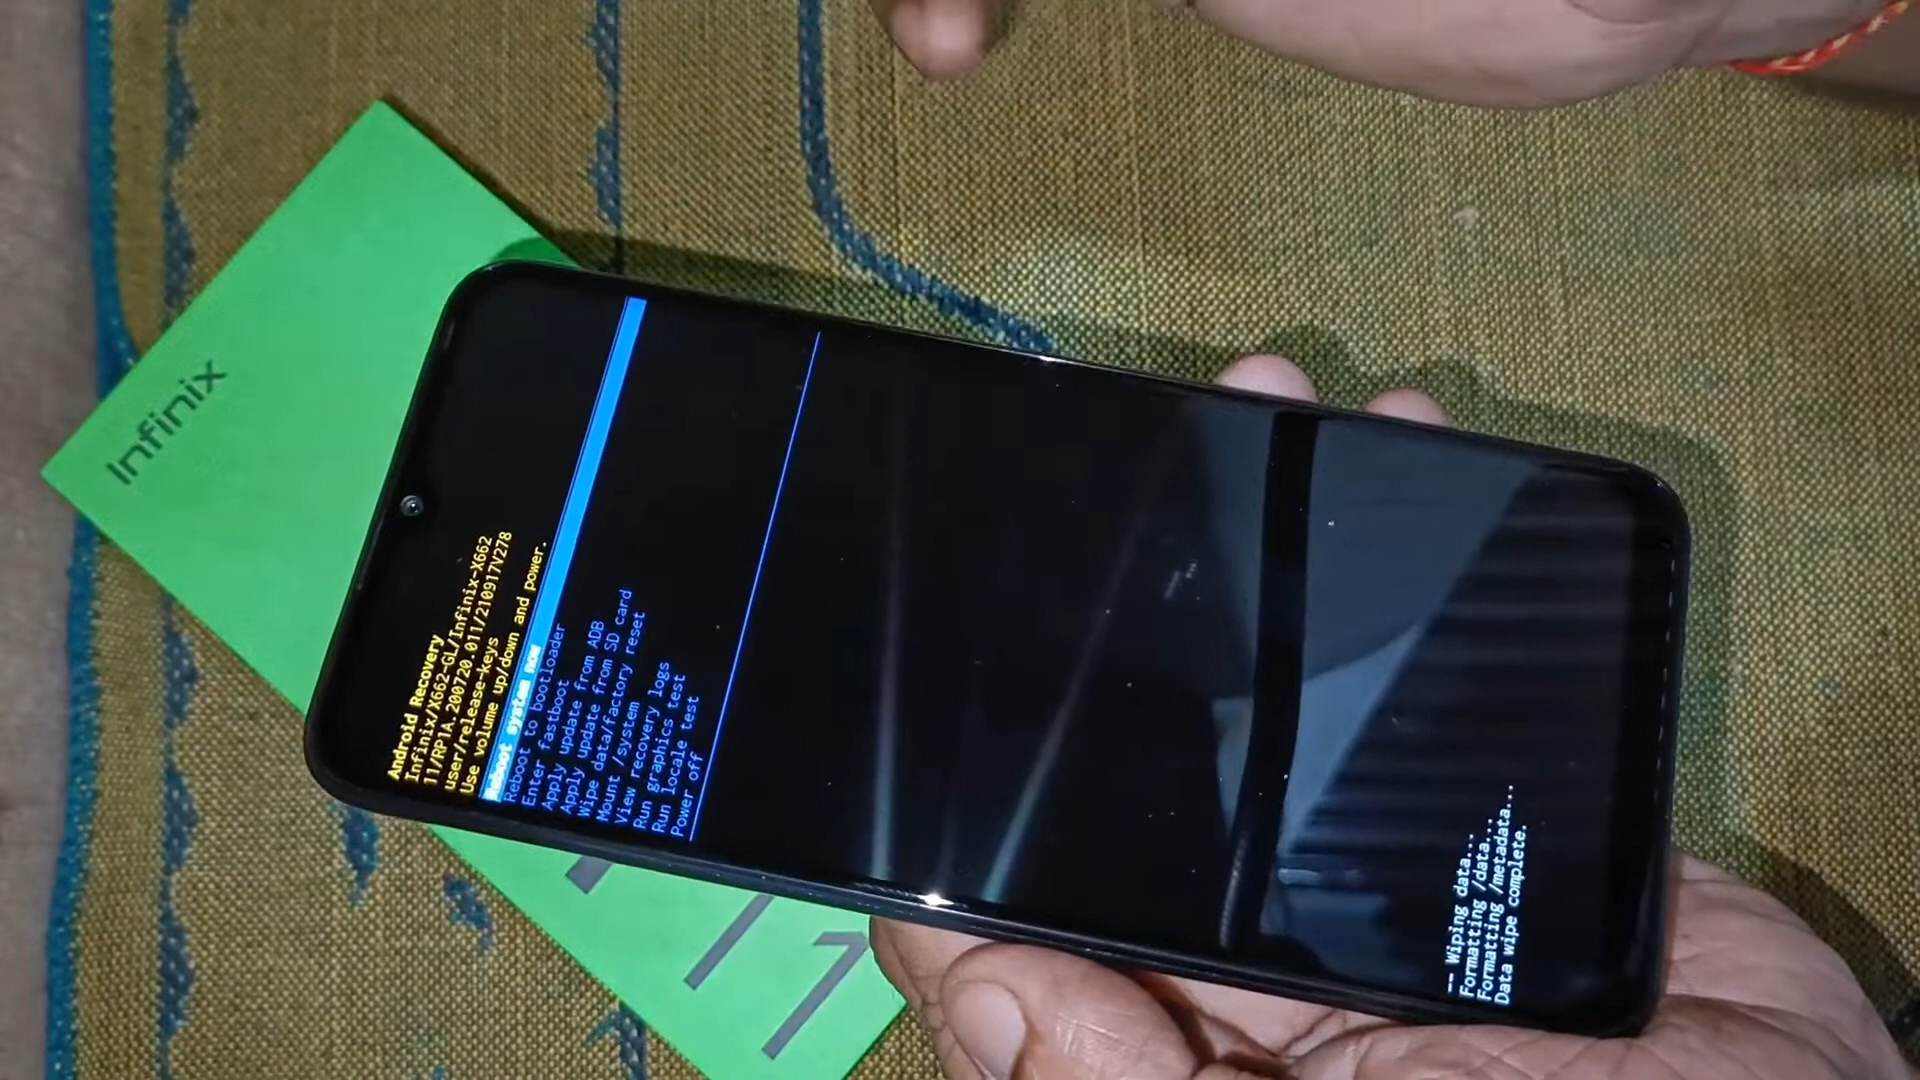 Infinix
Android Recovery
Infinix/X662-GL/Infinix-X662
11/RP1A.200720.011/210917V278
user/release-keys
Use volume up/down and power.
Reboot system now
Reboot to bootloader
Enter fastboot
Apply update from ADB
Apply update from SD card
Wipe data/factory reset
Mount /system
View recovery logs
Run graphics test
Run locale test
Power off
-- Wiping data...
Formatting /data...
Formatting /metadata...
Data wipe complete.
11